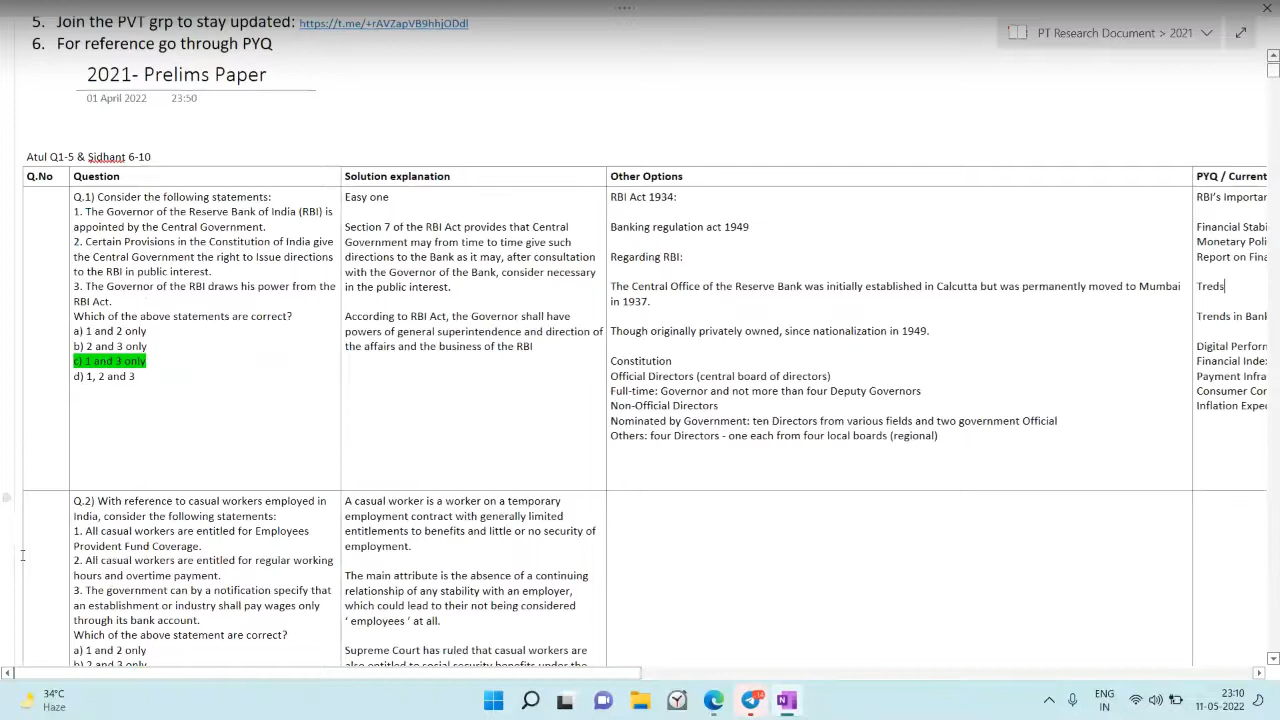 5. Join the PVT grp to stay updated: https://t.me/+rAVZapVB9hhjODdl
6. For reference go through PYQ
PT Research Document > 2021
2021- Prelims Paper
01 April 2022 23:50
Atul Q1-5 & Sidhant 6-10
Q.No Question Solution explanation Other Options PYQ / Current
Q.1) Consider the following statements:
1. The Governor of the Reserve Bank of India (RBI) is
appointed by the Central Government.
2. Certain Provisions in the Constitution of India give
the Central Government the right to Issue directions
to the RBI in public interest.
3. The Governor of the RBI draws his power from the
RBI Act.
Which of the above statements are correct?
a) 1 and 2 only
b) 2 and 3 only
c) 1 and 3 only
d) 1, 2 and 3
Easy one
Section 7 of the RBI Act provides that Central
Government may from time to time give such
directions to the Bank as it may, after consultation
with the Governor of the Bank, consider necessary
in the public interest.
According to RBI Act, the Governor shall have
powers of general superintendence and direction of
the affairs and the business of the RBI
RBI Act 1934:
Banking regulation act 1949
Regarding RBI:
The Central Office of the Reserve Bank was initially established in Calcutta but was permanently moved to Mumbai
in 1937.
Though originally privately owned, since nationalization in 1949.
Constitution
Official Directors (central board of directors)
Full-time: Governor and not more than four Deputy Governors
Non-Official Directors
Nominated by Government: ten Directors from various fields and two government Official
Others: four Directors - one each from four local boards (regional)
RBI's Importan
Financial Stabi
Monetary Poli
Report on Fina
Treds
Trends in Bank
Digital Perforn
Financial Index
Payment Infra
Consumer Cor
Inflation Expec
Q.2) With reference to casual workers employed in
India, consider the following statements:
1. All casual workers are entitled for Employees
Provident Fund Coverage.
2. All casual workers are entitled for regular working
hours and overtime payment.
3. The government can by a notification specify that
an establishment or industry shall pay wages only
through its bank account.
Which of the above statement are correct?
a) 1 and 2 only
b) 2 and 3 only
A casual worker is a worker on a temporary
employment contract with generally limited
entitlements to benefits and little or no security of
employment.
The main attribute is the absence of a continuing
relationship of any stability with an employer,
which could lead to their not being considered
' employees ' at all.
Supreme Court has ruled that casual workers are
also entitled to social security benefits under the
34°C
Haze
14
ENG
IN
23:10
11-05-2022